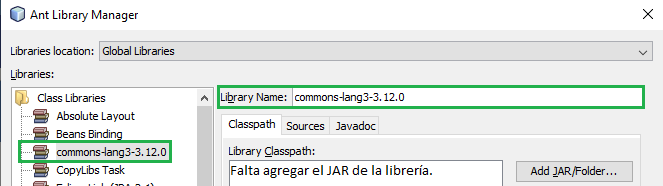 Ant Library Manager
Libraries location: Global Libraries
Libraries:
Class Libraries
Absolute Layout
Beans Binding
commons-lang3-3.12.0
CopyLibs Task
Library Name: commons-lang3-3.12.0
Classpath Sources Javadoc
Library Classpath:
Falta agregar el JAR de la librería.
Add JAR/Folder...